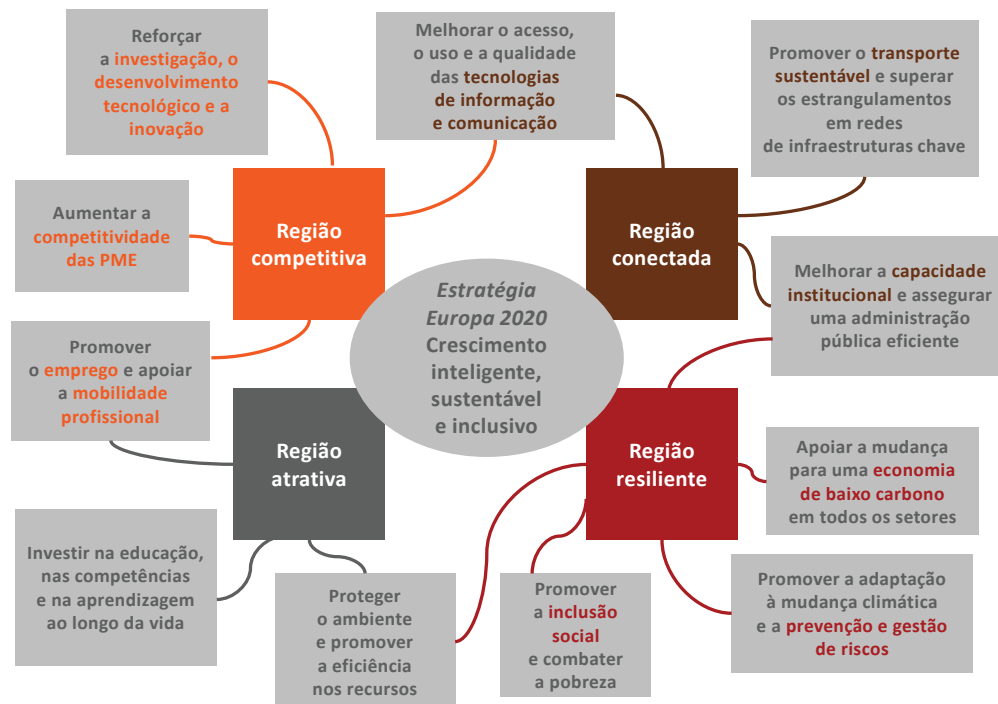 Reforçar
a investigação, o
desenvolvimento
tecnológico e a
inovação
Melhorar o acesso,
o uso e a qualidade
das tecnologias
de informação
e comunicação
Promover o transporte
sustentável e superar
os estrangulamentos
em redes
de infraestruturas chave
Aumentar a
competitividade
das PME
Região
competitiva
Região
conectada
Melhorar a capacidade
institucional e assegurar
uma administração
pública eficiente
Estratégia
Europa 2020
Crescimento
inteligente,
sustentável
e inclusivo
Promover
o emprego e apoiar
a mobilidade
profissional
Região
atrativa
Região
resiliente
Apoiar a mudança
para uma economia
de baixo carbono
em todos os setores
Investir na educação,
nas competências
e na aprendizagem
ao longo da vida
Proteger
o ambiente
e promover
a eficiência
nos recursos
Promover
a inclusão
social
e combater
a pobreza
Promover a adaptação
à mudança climática
e a prevenção e gestão
de riscos